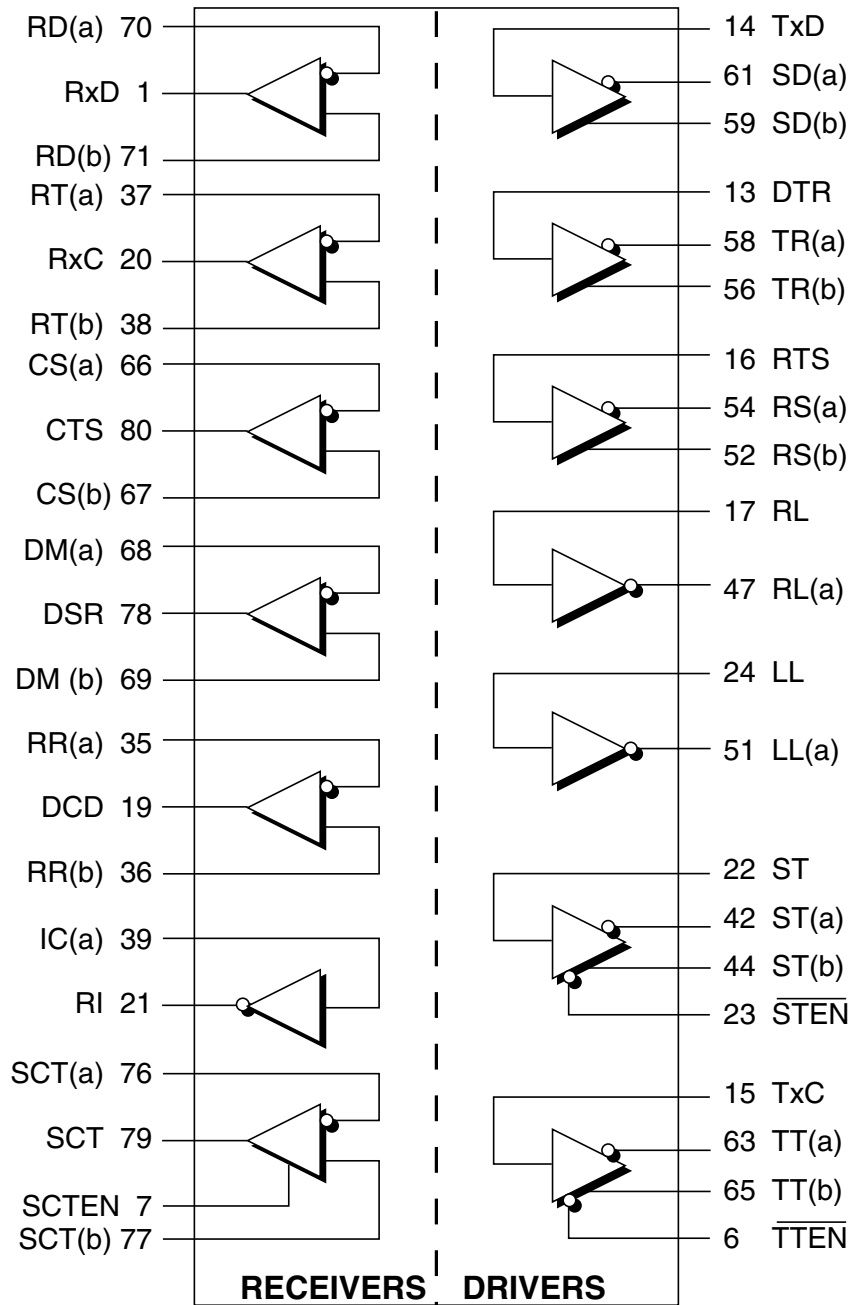 RD(a) 70
RxD 1
RD(b) 71
RT(a) 37
RxC 20
RT(b) 38
CS(a) 66
CTS 80
CS(b) 67
DM(a) 68
DSR 78
DM (b) 69
RR(a) 35
DCD 19
RR(b) 36
IC(a) 39
RI 21
SCT(a) 76
SCT 79
SCTEN 7
SCT(b) 77
RECEIVERS
14 TxD
61 SD(a)
59 SD(b)
13 DTR
58 TR(a)
56 TR(b)
16 RTS
54 RS(a)
52 RS(b)
17 RL
47 RL(a)
24 LL
51 LL(a)
22 ST
42 ST(a)
44 ST(b)
23 S̅T̅E̅N̅
15 TxC
63 TT(a)
65 TT(b)
6 T̅T̅E̅N̅
DRIVERS